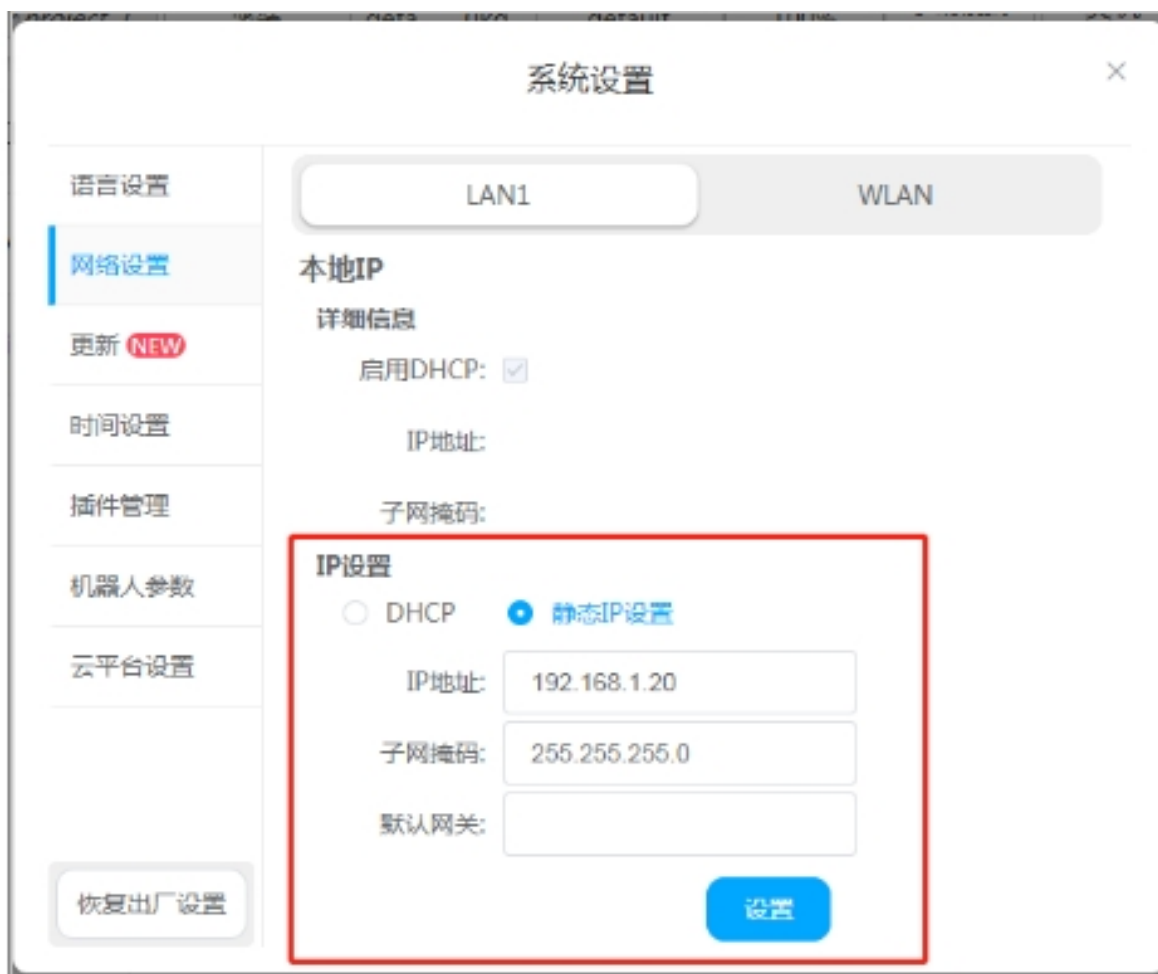 default
100%
系统设置
语言设置
网络设置
更新 NEW
时间设置
插件管理
机器人参数
云平台设置
恢复出厂设置
LAN1 WLAN
本地IP
详细信息
启用DHCP:
IP地址:
子网掩码:
IP设置
DHCP 静态IP设置
IP地址: 192.168.1.20
子网掩码: 255.255.255.0
默认网关:
设置